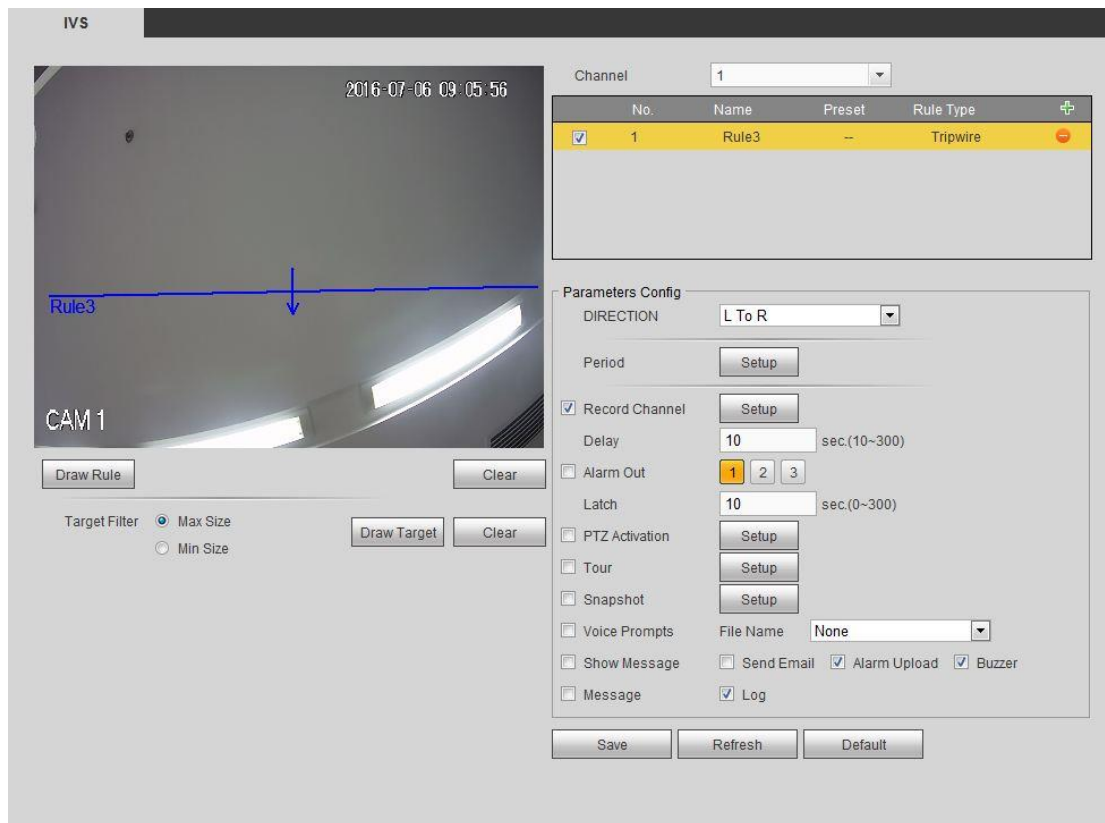 IVS
2016-07-06 09:05:56
Rule3
CAM 1
Draw Rule
Clear
Target Filter
Max Size
Min Size
Draw Target
Clear
Channel
1
No. Name Preset Rule Type
1 Rule3 -- Tripwire
Parameters Config
DIRECTION L To R
Period Setup
Record Channel Setup
Delay 10 sec.(10~300)
Alarm Out 1 2 3
Latch 10 sec.(0~300)
PTZ Activation Setup
Tour Setup
Snapshot Setup
Voice Prompts File Name None
Show Message Send Email Alarm Upload Buzzer
Message Log
Save Refresh Default